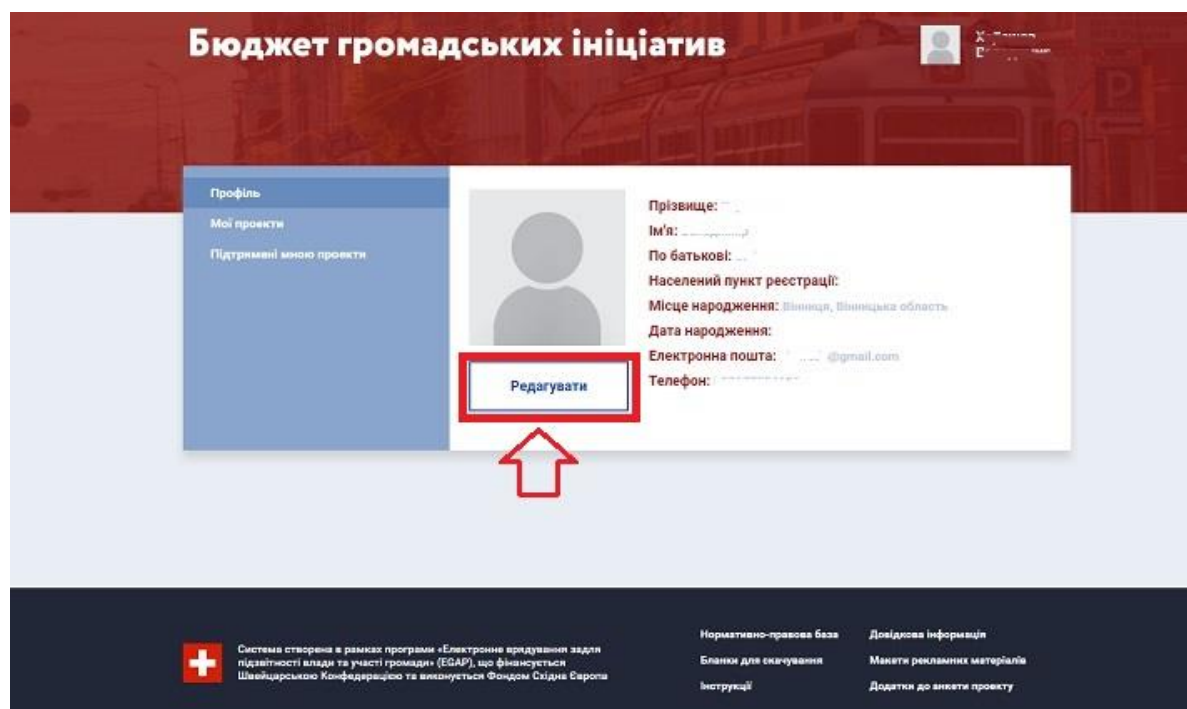 Бюджет громадських ініціатив
Профіль
Мої проекти
Підтримані мною проекти
Редагувати
Прізвище:
Ім'я:
По батькові:
Населений пункт реєстрації:
Місце народження: Вінниця, Вінницька область
Дата народження:
Електронна пошта: @gmail.com
Телефон:
Система створена в рамках програми «Електронне врядування задля
підзвітності влади та участі громади» (EGAP), що фінансується
Швейцарською Конфедерацією та виконується Фондом Східна Європа
Нормативно-правова база
Бланки для скачування
Інструкції
Довідкова інформація
Макети рекламних матеріалів
Додатки до анкети проекту